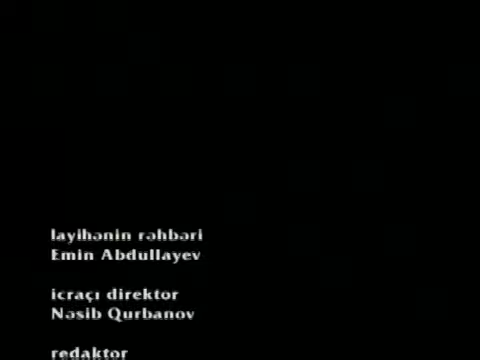 layihənin rəhbəri
Emin Abdullayev
icraçı direktor
Nəsib Qurbanov
redaktor